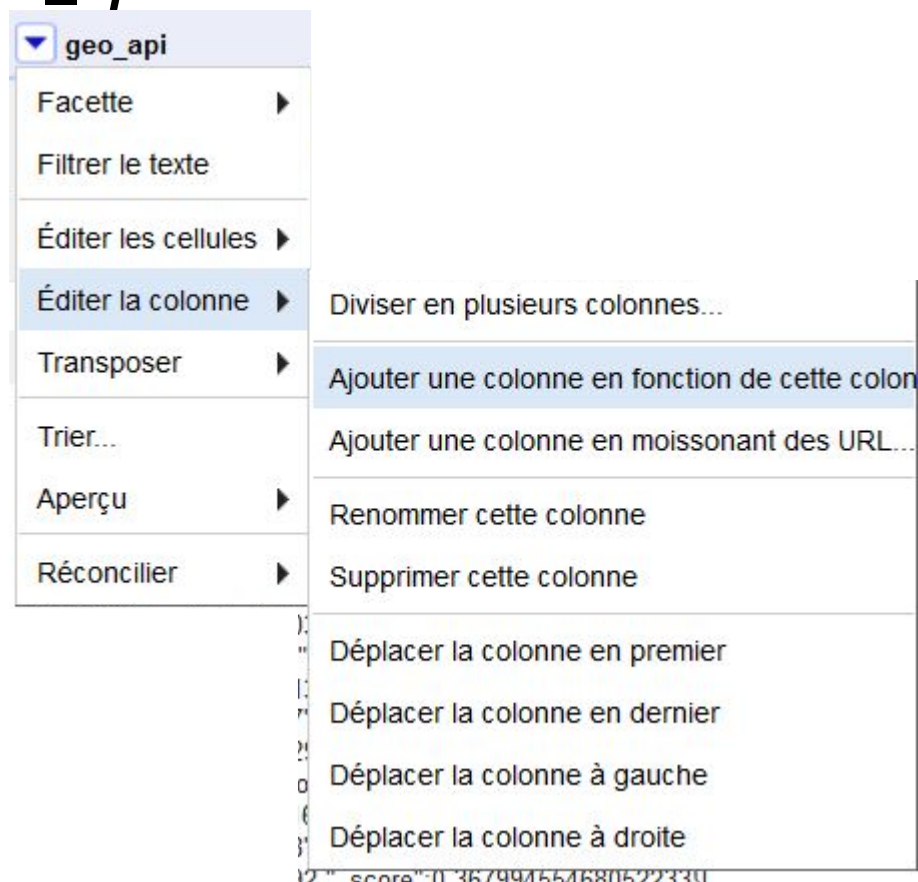 geo_api
Facette
Filtrer le texte
Éditer les cellules
Éditer la colonne
Transposer
Trier...
Aperçu
Réconcilier
Diviser en plusieurs colonnes...
Ajouter une colonne en fonction de cette colon
Ajouter une colonne en moissonant des URL...
Renommer cette colonne
Supprimer cette colonne
Déplacer la colonne en premier
Déplacer la colonne en dernier
Déplacer la colonne à gauche
Déplacer la colonne à droite